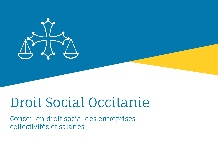 Droit Social Occitanie
Conseil en droit social des entreprises
collectivités et salariés